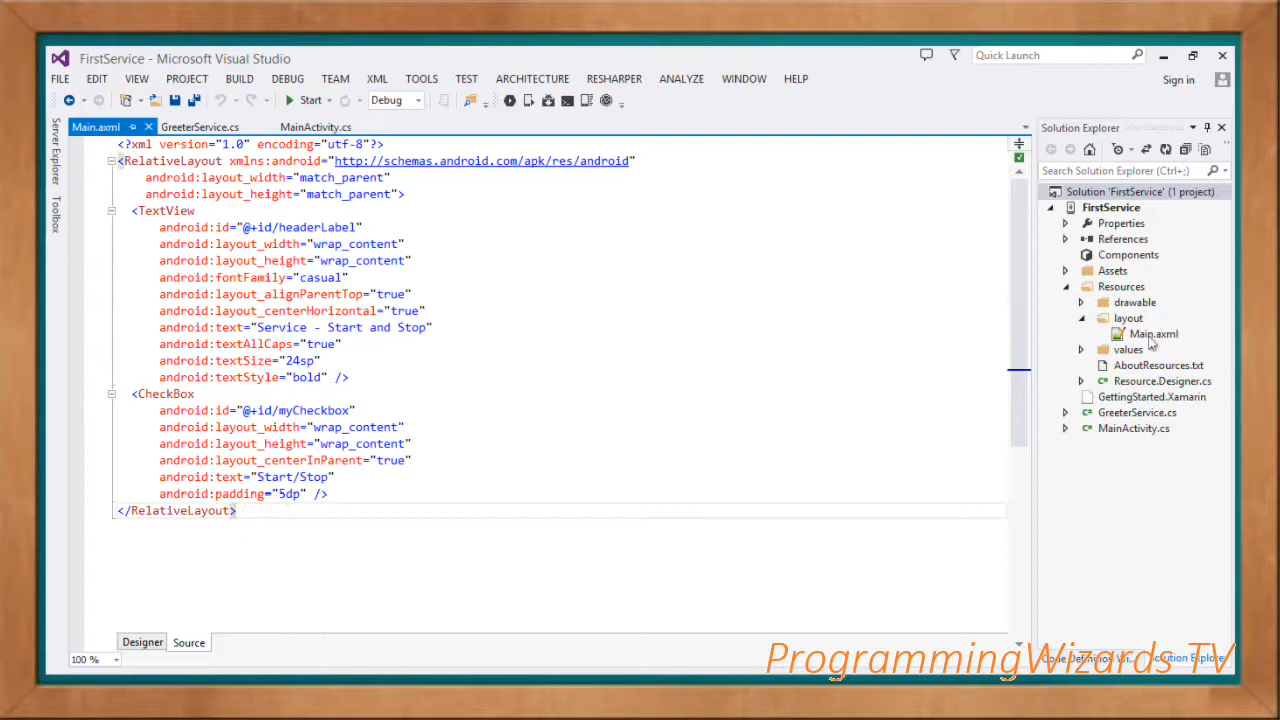 FirstService - Microsoft Visual Studio
Quick Launch
FILE EDIT VIEW PROJECT BUILD DEBUG TEAM XML TOOLS TEST ARCHITECTURE RESHARPER ANALYZE WINDOW HELP
Sign in
Start Debug
Server Explorer
Toolbox
Main.axml GreeterService.cs MainActivity.cs
<?xml version="1.0" encoding="utf-8"?>
<RelativeLayout xmlns:android="http://schemas.android.com/apk/res/android"
android:layout_width="match_parent"
android:layout_height="match_parent">
<TextView
android:id="@+id/headerLabel"
android:layout_width="wrap_content"
android:layout_height="wrap_content"
android:fontFamily="casual"
android:layout_alignParentTop="true"
android:layout_centerHorizontal="true"
android:text="Service - Start and Stop"
android:textAllCaps="true"
android:textSize="24sp"
android:textStyle="bold" />
<CheckBox
android:id="@+id/myCheckbox"
android:layout_width="wrap_content"
android:layout_height="wrap_content"
android:layout_centerInParent="true"
android:text="Start/Stop"
android:padding="5dp" />
</RelativeLayout>
Designer Source
100 %
Solution Explorer
Search Solution Explorer (Ctrl+;)
Solution 'FirstService' (1 project)
FirstService
Properties
References
Components
Assets
Resources
drawable
layout
Main.axml
values
AboutResources.txt
Resource.Designer.cs
GettingStarted.Xamarin
GreeterService.cs
MainActivity.cs
ProgrammingWizards TV